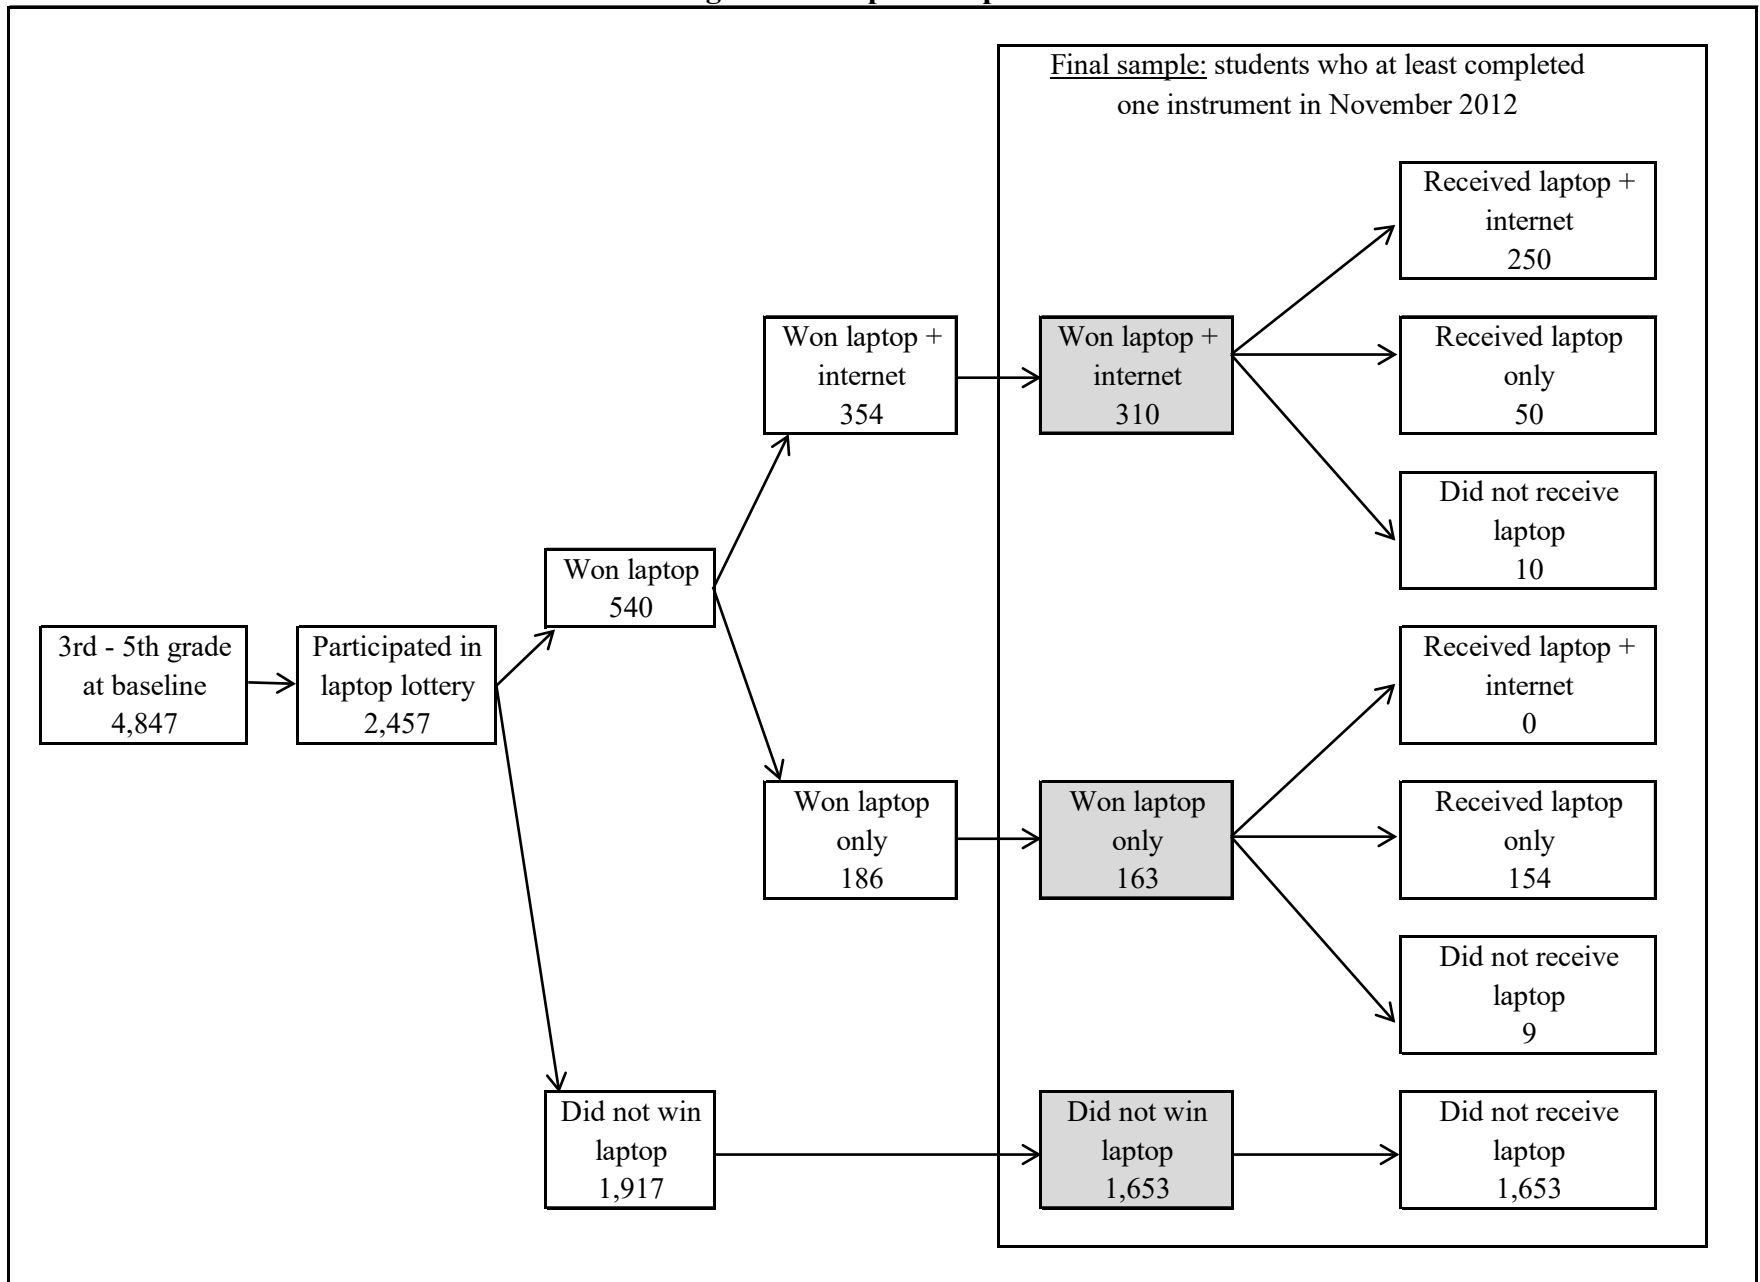 Final sample: students who at least completed
one instrument in November 2012
Received laptop +
internet
250
Won laptop +
internet
354
Won laptop +
internet
310
Received laptop
only
50
Did not receive
laptop
10
Won laptop
540
3rd - 5th grade
at baseline
4,847
Participated in
laptop lottery
2,457
Received laptop +
internet
0
Won laptop
only
186
Won laptop
only
163
Received laptop
only
154
Did not receive
laptop
9
Did not win
laptop
1,917
Did not win
laptop
1,653
Did not receive
laptop
1,653